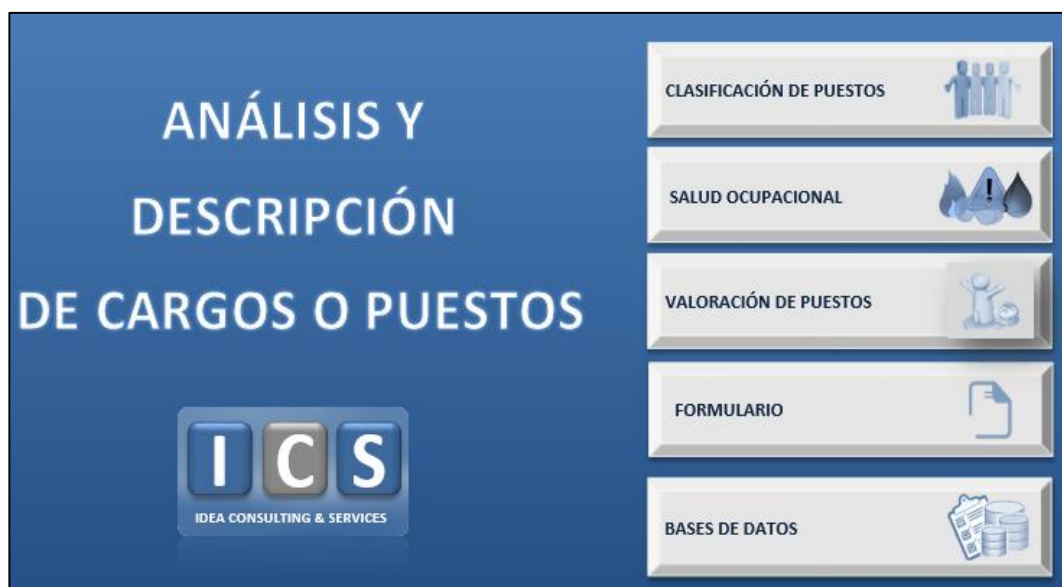 ANÁLISIS Y
DESCRIPCIÓN
DE CARGOS O PUESTOS
I C S
IDEA CONSULTING & SERVICES
CLASIFICACIÓN DE PUESTOS
SALUD OCUPACIONAL
VALORACIÓN DE PUESTOS
FORMULARIO
BASES DE DATOS